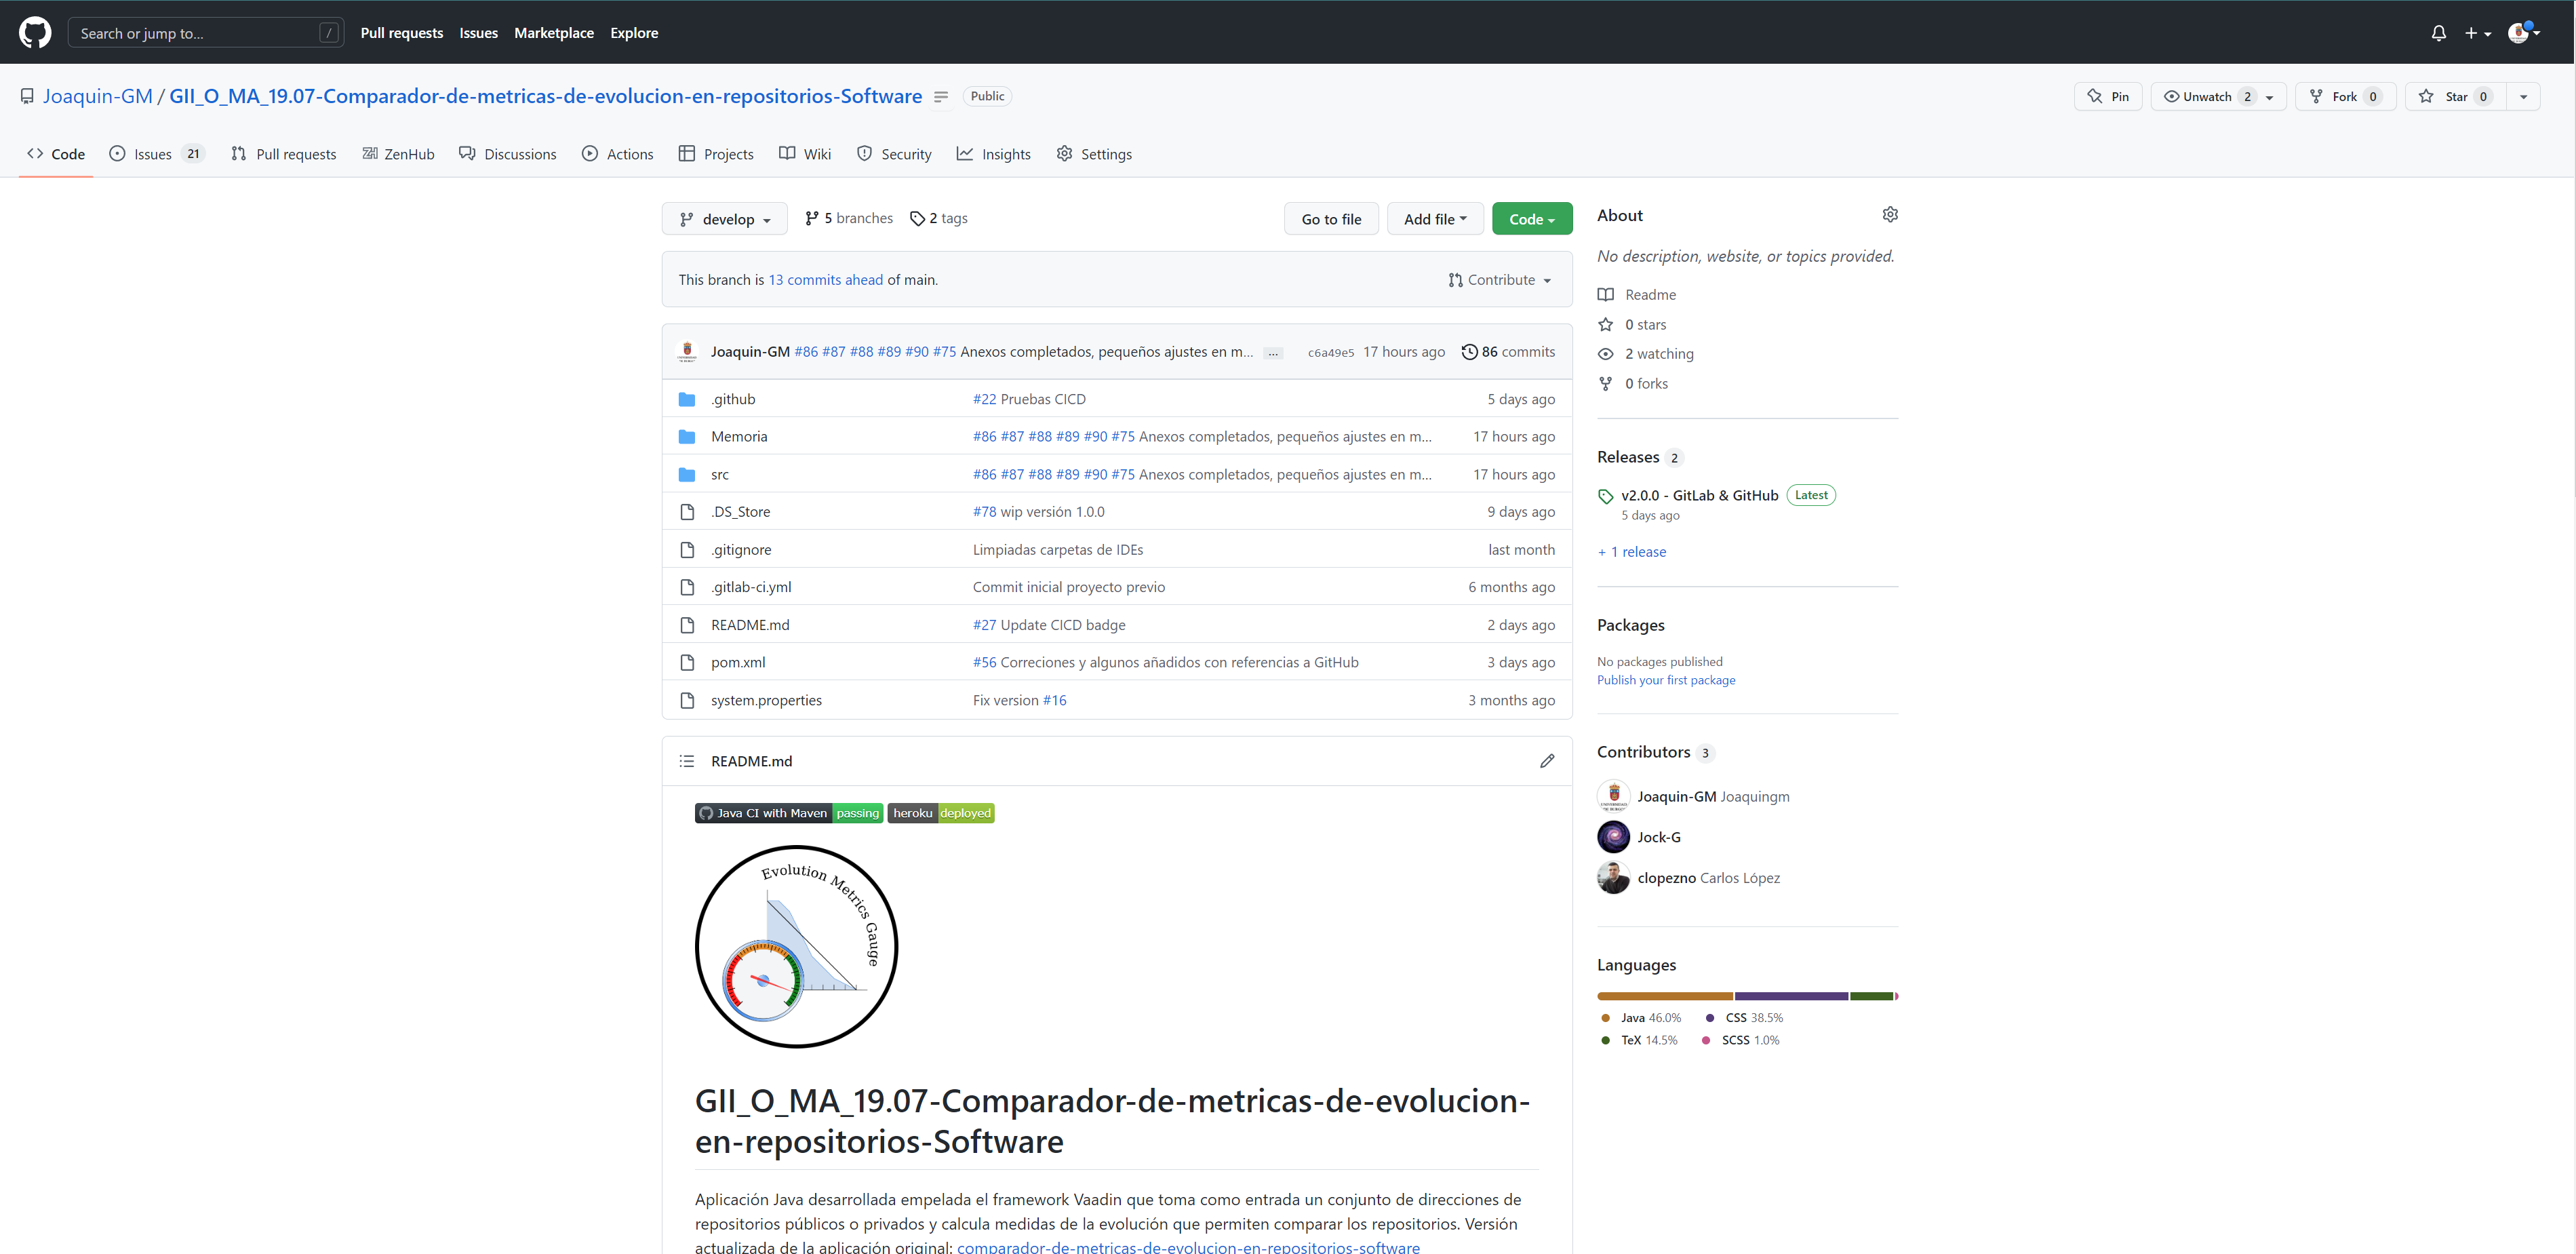 Search or jump to... /
Pull requests Issues Marketplace Explore
Joaquin-GM / GII_O_MA_19.07-Comparador-de-metricas-de-evolucion-en-repositorios-Software Public
Pin Unwatch 2 Fork 0 Star 0
Code Issues 21 Pull requests ZenHub Discussions Actions Projects Wiki Security Insights Settings
develop 5 branches 2 tags Go to file Add file Code
This branch is 13 commits ahead of main. Contribute
Joaquin-GM #86 #87 #88 #89 #90 #75 Anexos completados, pequeños ajustes en m... ... c6a49e5 17 hours ago 86 commits
.github #22 Pruebas CICD 5 days ago
Memoria #86 #87 #88 #89 #90 #75 Anexos completados, pequeños ajustes en m... 17 hours ago
src #86 #87 #88 #89 #90 #75 Anexos completados, pequeños ajustes en m... 17 hours ago
.DS_Store #78 wip versión 1.0.0 9 days ago
.gitignore Limpiadas carpetas de IDEs last month
.gitlab-ci.yml Commit inicial proyecto previo 6 months ago
README.md #27 Update CICD badge 2 days ago
pom.xml #56 Correciones y algunos añadidos con referencias a GitHub 3 days ago
system.properties Fix version #16 3 months ago
README.md
Java CI with Maven passing heroku deployed
Evolution Metrics Gauge
GII_O_MA_19.07-Comparador-de-metricas-de-evolucion-
en-repositorios-Software
Aplicación Java desarrollada empelada el framework Vaadin que toma como entrada un conjunto de direcciones de
repositorios públicos o privados y calcula medidas de la evolución que permiten comparar los repositorios. Versión
actualizada de la aplicación original: comparador-de-metricas-de-evolucion-en-repositorios-software
About
No description, website, or topics provided.
Readme
0 stars
2 watching
0 forks
Releases 2
v2.0.0 - GitLab & GitHub Latest
5 days ago
+ 1 release
Packages
No packages published
Publish your first package
Contributors 3
Joaquin-GM Joaquingm
Jock-G
clopezno Carlos López
Languages
Java 46.0% CSS 38.5%
TeX 14.5% SCSS 1.0%